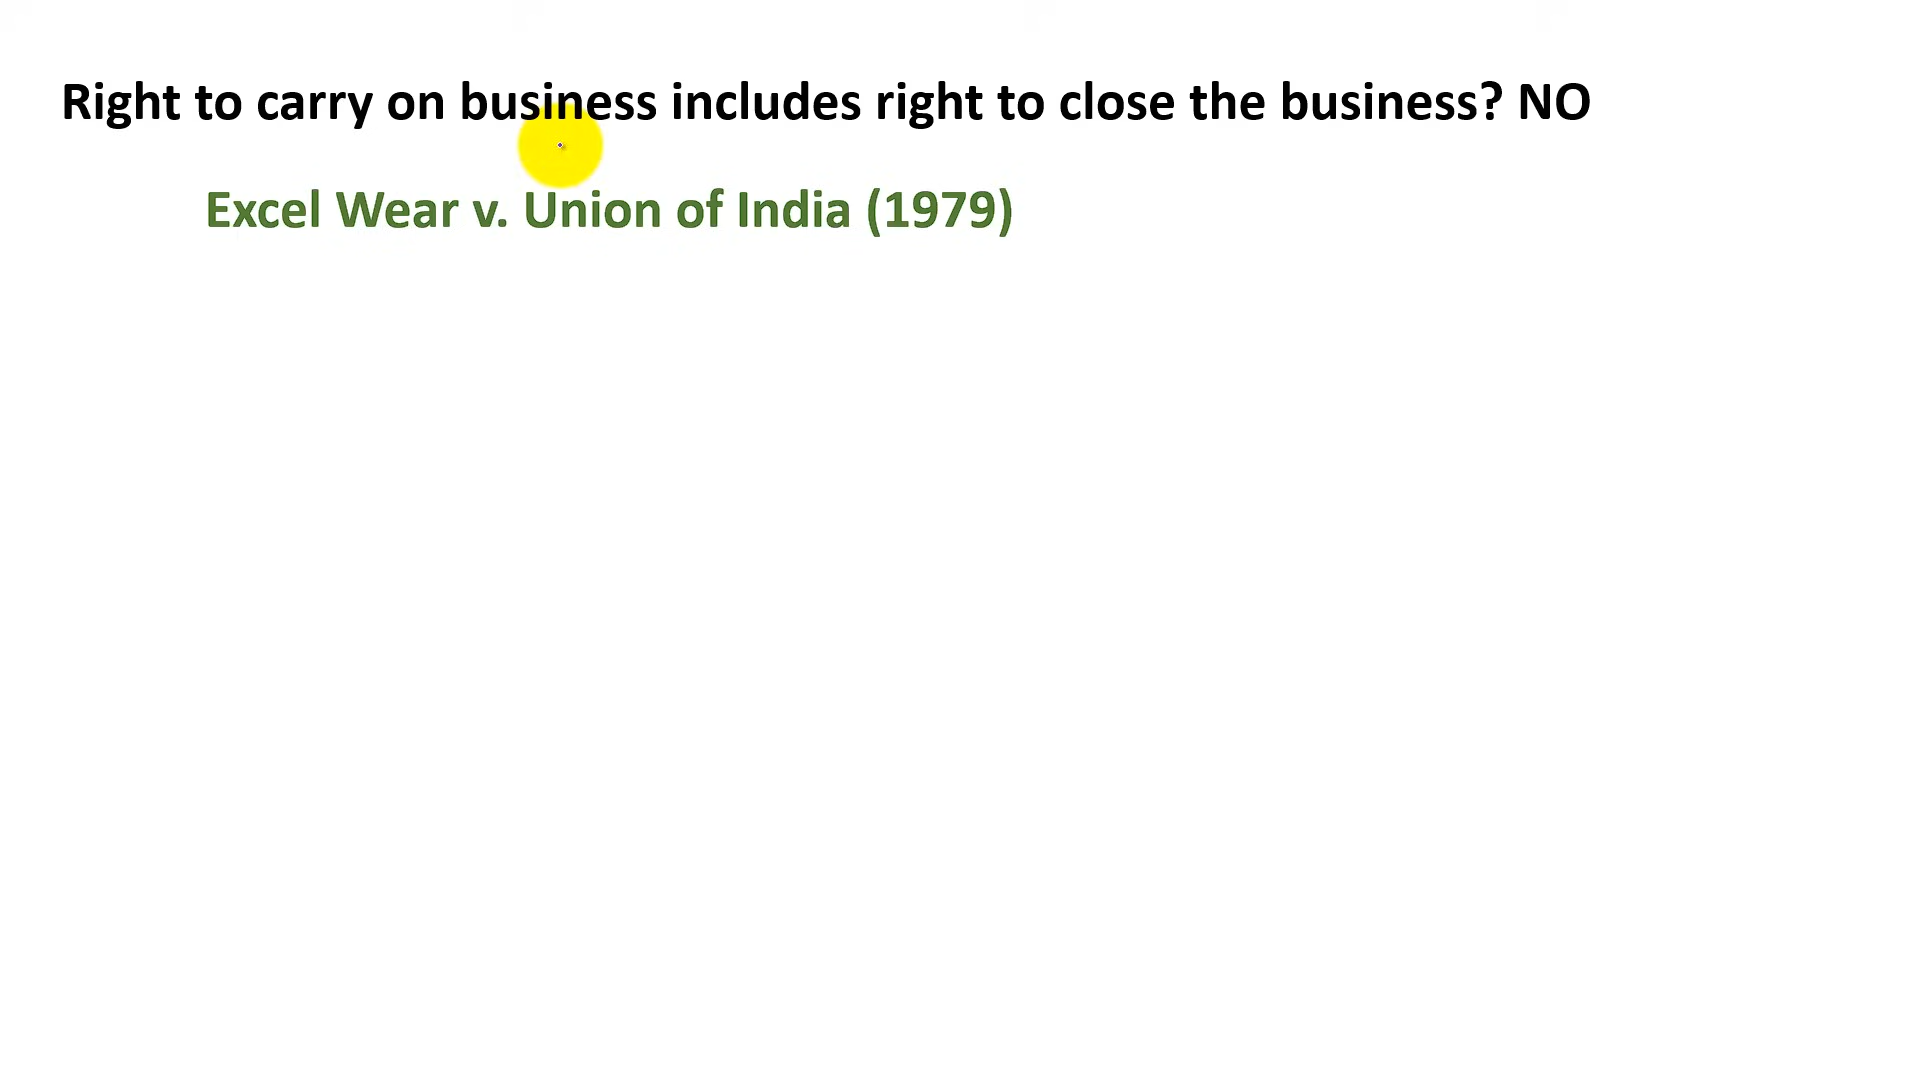 Right to carry on business includes right to close the business? NO
Excel Wear v. Union of India (1979)